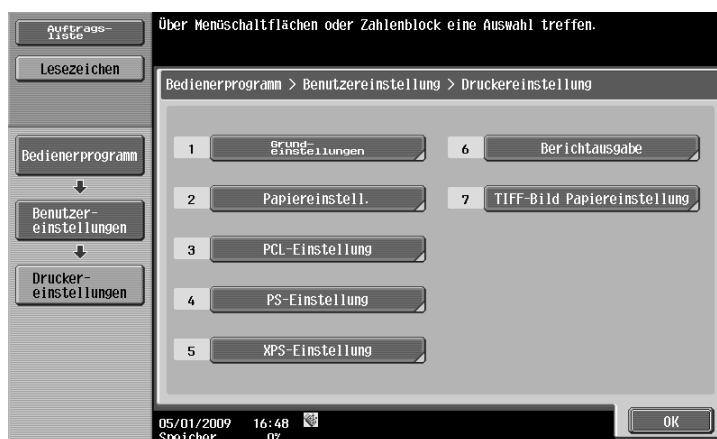 Auftrags-
liste
Über Menüschaltflächen oder Zahlenblock eine Auswahl treffen.
Lesezeichen
Bedienerprogramm > Benutzereinstellung > Druckereinstellung
Bedienerprogramm
Benutzer-
einstellungen
Drucker-
einstellungen
1 Grund-
einstellungen
2 Papiereinstell.
3 PCL-Einstellung
4 PS-Einstellung
5 XPS-Einstellung
6 Berichtausgabe
7 TIFF-Bild Papiereinstellung
05/01/2009 16:48
Speicher 0%
OK